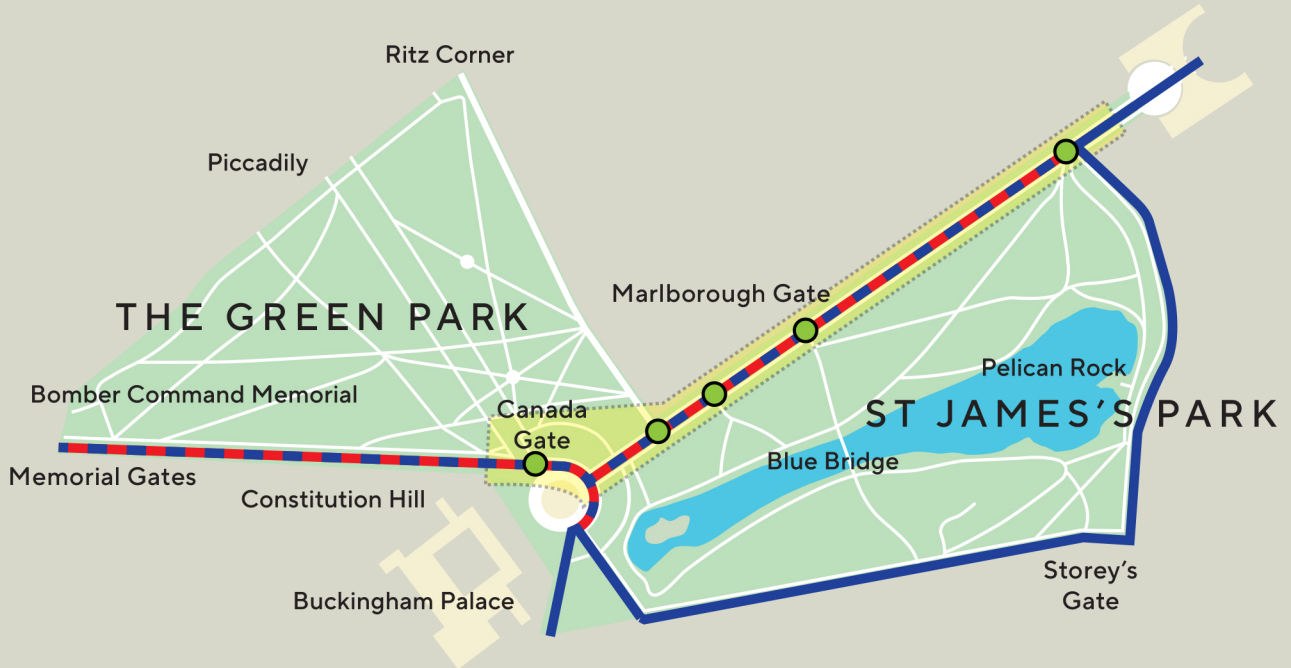 Ritz Corner
Piccadily
Marlborough Gate
THE GREEN PARK
Pelican Rock
Bomber Command Memorial
Canada
Gate
ST JAMES'S PARK
Blue Bridge
Memorial Gates
Constitution Hill
Storey's
Gate
Buckingham Palace